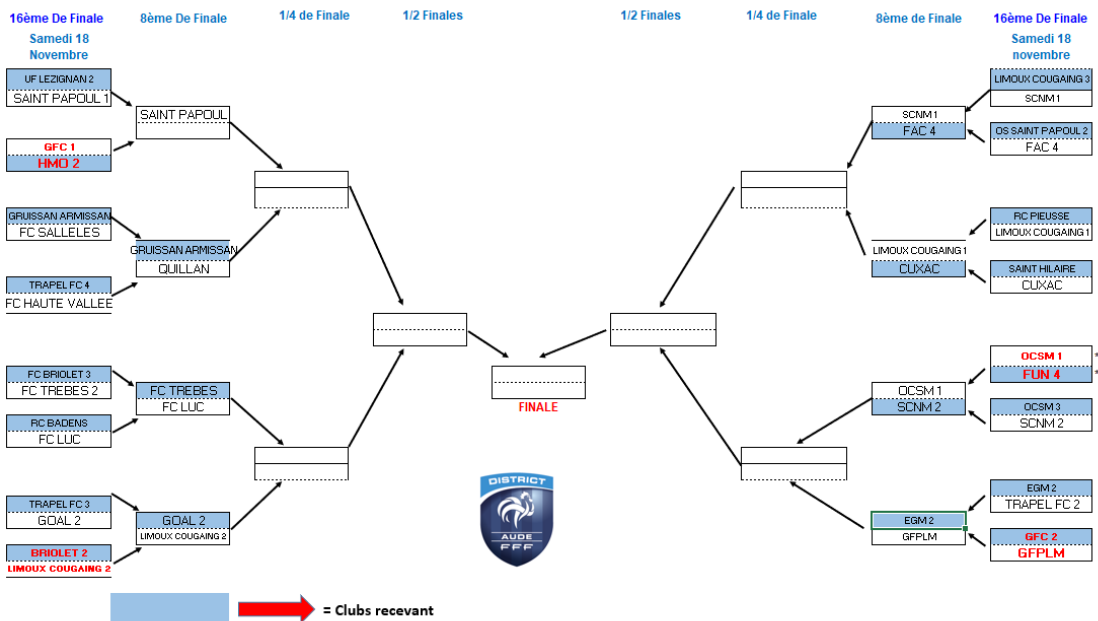 16ème De Finale
8ème De Finale
1/4 de Finale
1/2 Finales
1/2 Finales
1/4 de Finale
8ème de Finale
16ème De Finale
Samedi 18
Novembre
Samedi 18
novembre
UF LEZIGNAN 2
SAINT PAPOUL 1
GFC 1
HMO 2
GRUISSAN ARMISSAN
FC SALLELES
TRAPEL FC 4
FC HAUTE VALLEE
FC BRIOLET 3
FC TREBES 2
RC BADENS
FC LUC
TRAPEL FC 3
GOAL 2
BRIOLET 2
LIMOUX COUGAING 2
SAINT PAPOUL
GRUISSAN ARMISSAN
QUILLAN
FC TREBES
FC LUC
GOAL 2
LIMOUX COUGAING 2
FINALE
DISTRICT
AUDE
FFF
SCNM 1
FAC 4
LIMOUX COUGAING 1
CUXAC
OCSM 1
SCNM 2
EGM 2
GFPLM
LIMOUX COUGAING 3
SCNM 1
OS SAINT PAPOUL 2
FAC 4
RC PIEUSSE
LIMOUX COUGAING 1
SAINT HILAIRE
CUXAC
OCSM 1 *
FUN 4 *
OCSM 3
SCNM 2
EGM 2
TRAPEL FC 2
GFC 2
GFPLM
= Clubs recevant